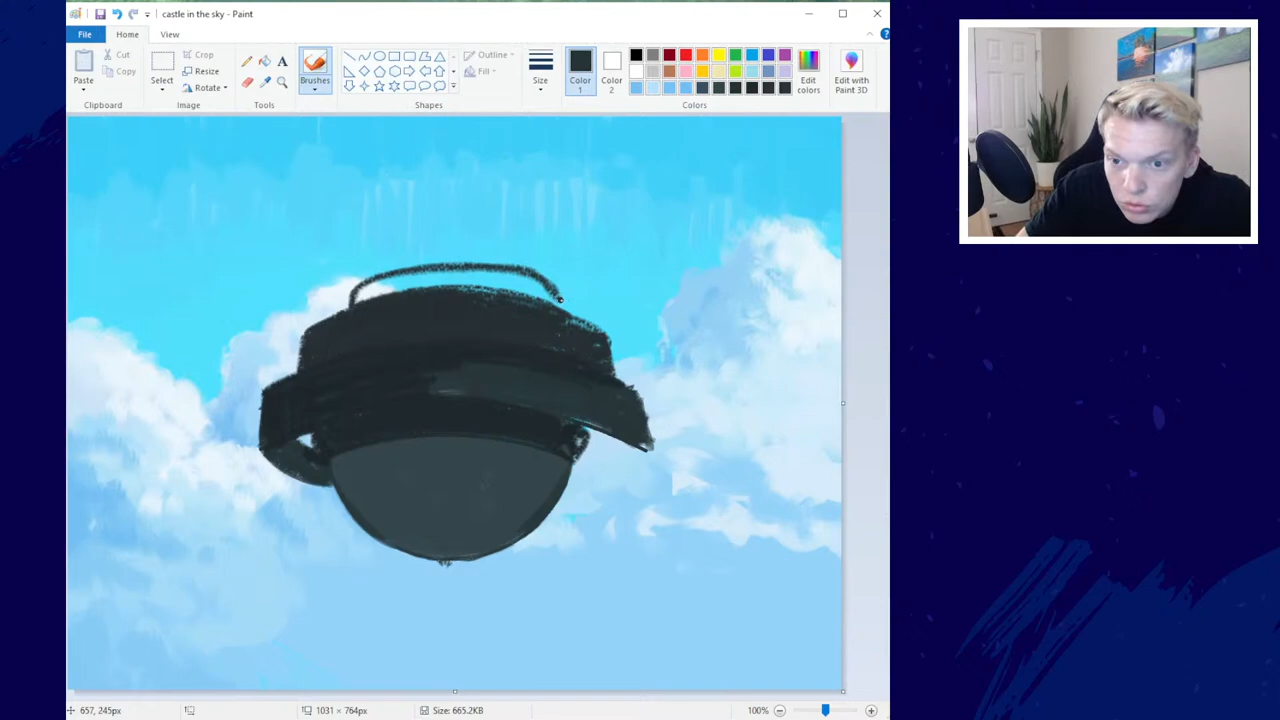 castle in the sky - Paint
File Home View
Paste
Cut
Copy
Clipboard
Select
Crop
Resize
Rotate
Image
A
Tools
Brushes
Outline
Fill
Shapes
Size
Color
1
Color
2
Edit
colors
Colors
Edit with
Paint 3D
657, 245px
1031 × 764px
Size: 665.2KB
100%